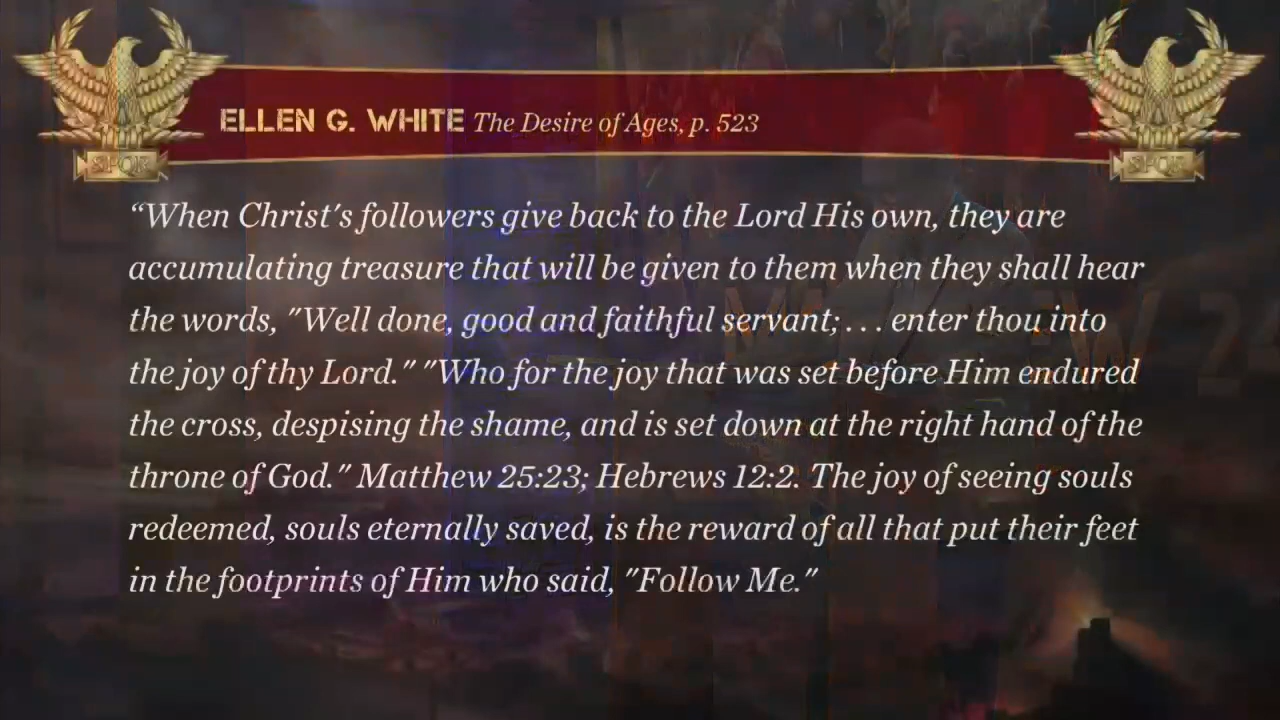 SPQR
SPQR
ELLEN G. WHITE The Desire of Ages, p. 523
“When Christ's followers give back to the Lord His own, they are
accumulating treasure that will be given to them when they shall hear
the words, "Well done, good and faithful servant; . . . enter thou into
the joy of thy Lord." "Who for the joy that was set before Him endured
the cross, despising the shame, and is set down at the right hand of the
throne of God." Matthew 25:23; Hebrews 12:2. The joy of seeing souls
redeemed, souls eternally saved, is the reward of all that put their feet
in the footprints of Him who said, "Follow Me."